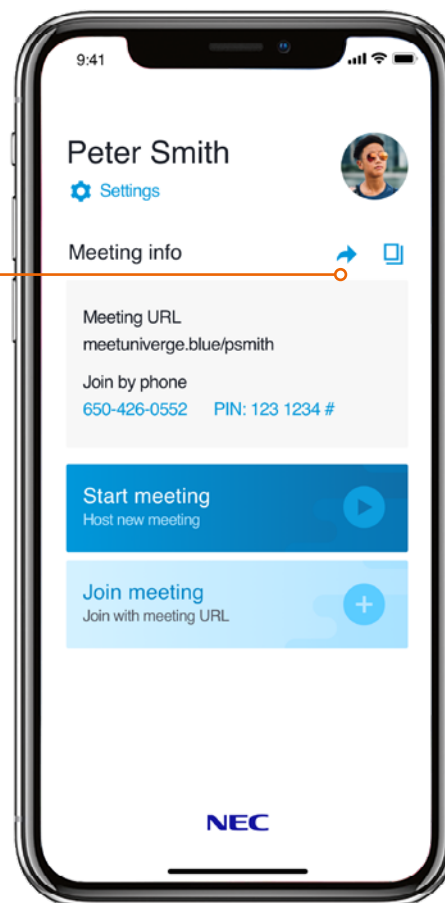 9:41
Peter Smith
Settings
Meeting info
Meeting URL
meetuniverge.blue/psmith
Join by phone
650-426-0552 PIN: 123 1234 #
Start meeting
Host new meeting
Join meeting
Join with meeting URL
NEC